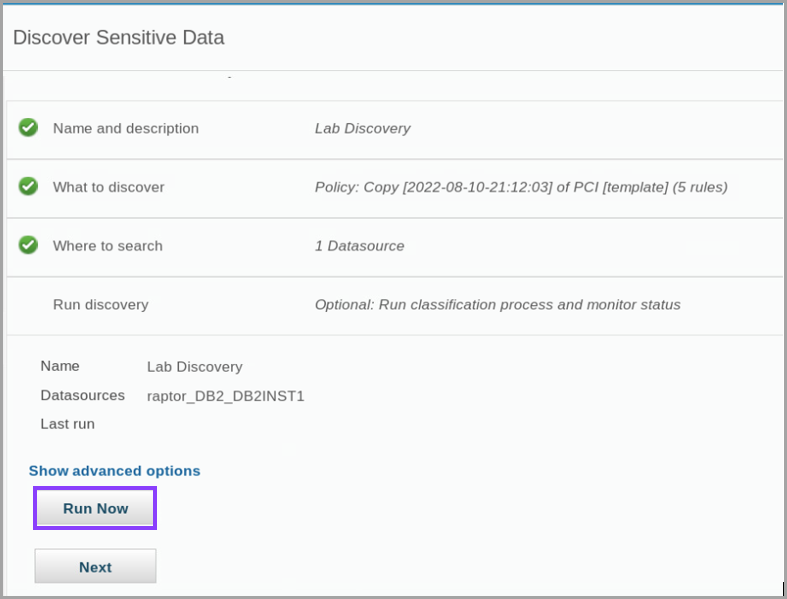 Discover Sensitive Data
Name and description Lab Discovery
What to discover Policy: Copy [2022-08-10-21:12:03] of PCI [template] (5 rules)
Where to search 1 Datasource
Run discovery Optional: Run classification process and monitor status
Name Lab Discovery
Datasources raptor_DB2_DB2INST1
Last run
Show advanced options
Run Now
Next